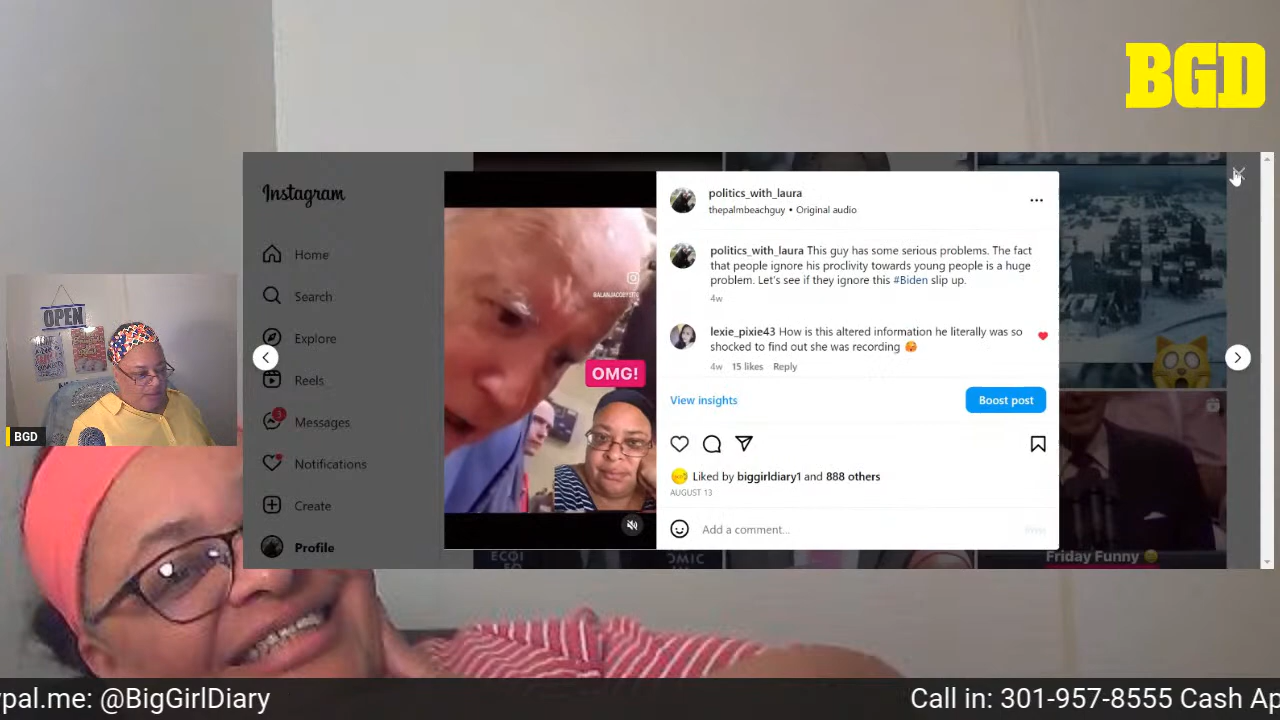 BGD
Instagram
Home
Search
Explore
Reels
Messages
3
Notifications
Create
Profile
OPEN
BGD
OMG!
politics_with_laura
thepalmbeachguy • Original audio
politics_with_laura This guy has some serious problems. The fact
that people ignore his proclivity towards young people is a huge
problem. Let's see if they ignore this #Biden slip up.
4w
lexie_pixie43 How is this altered information he literally was so
shocked to find out she was recording 😡
4w 15 likes Reply
View insights
Boost post
Liked by biggirldiary1 and 888 others
AUGUST 13
Add a comment...
Post
Friday Funny
ypal.me: @BigGirlDiary
Call in: 301-957-8555 Cash Ap